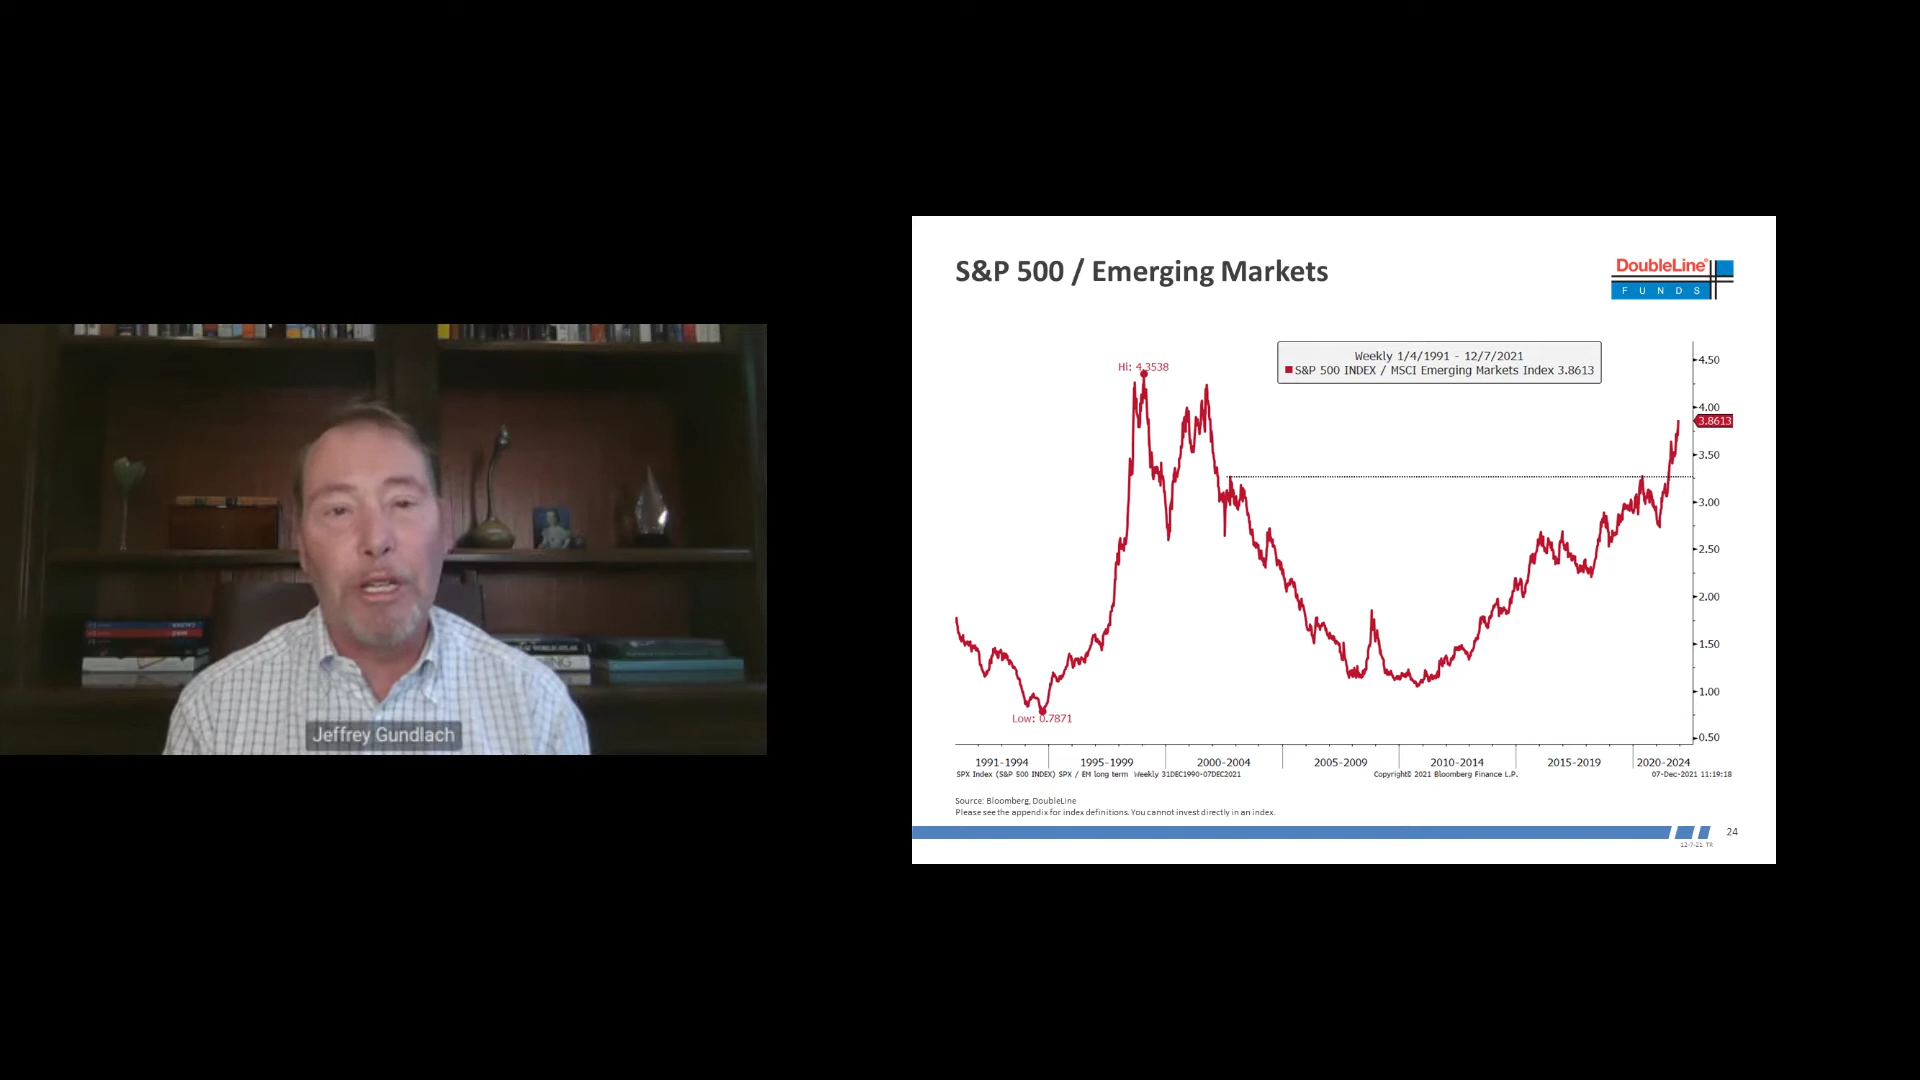 Jeffrey Gundlach
S&P 500 / Emerging Markets
DoubleLine®
FUNDS
Weekly 1/4/1991 - 12/7/2021
S&P 500 INDEX / MSCI Emerging Markets Index 3.8613
Hi: 4.3538
Low: 0.7871
4.50
4.00
3.8613
3.50
3.00
2.50
2.00
1.50
1.00
0.50
1991-1994 1995-1999 2000-2004 2005-2009 2010-2014 2015-2019 2020-2024
SPX Index (S&P 500 INDEX) SPX / EM long term Weekly 31DEC1990-07DEC2021 Copyright© 2021 Bloomberg Finance L.P. 07-Dec-2021 11:19:18
Source: Bloomberg, DoubleLine
Please see the appendix for index definitions. You cannot invest directly in an index.
24
12-7-21 TR